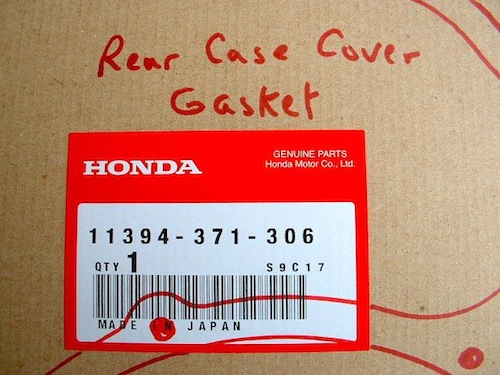 Rear Case Cover
Gasket
HONDA
GENUINE PARTS
Honda Motor Co., Ltd.
11394-371-306
QTY 1 S9C17
MADE IN JAPAN